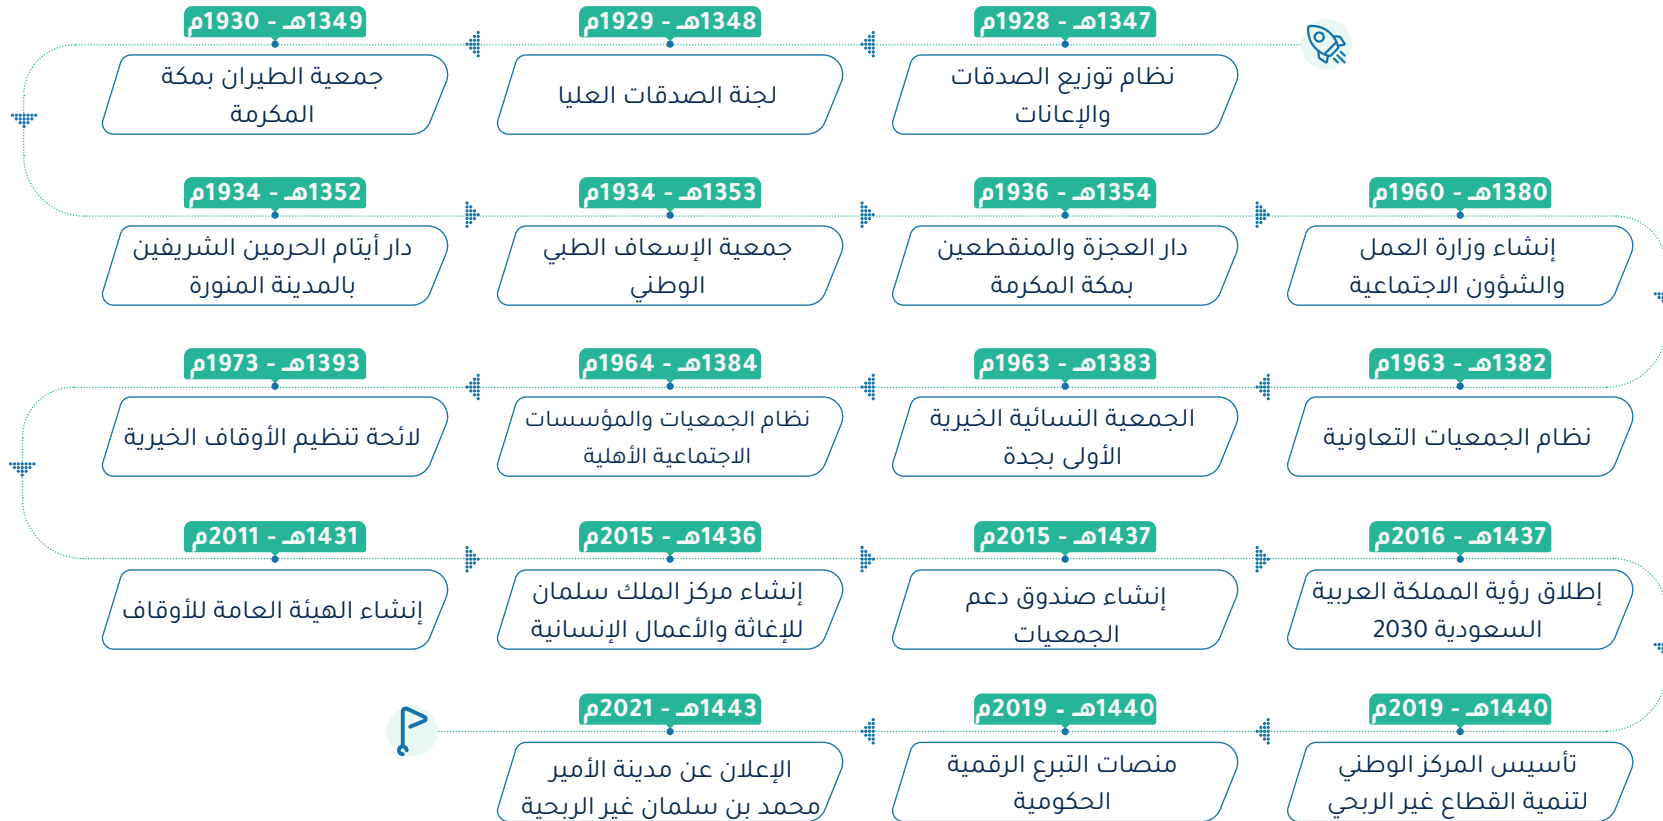 1347هـ - 1928م
نظام توزيع الصدقات
والإعانات
1348هـ - 1929م
لجنة الصدقات العليا
1349هـ - 1930م
جمعية الطيران بمكة
المكرمة
1352هـ - 1934م
دار أيتام الحرمين الشريفين
بالمدينة المنورة
1353هـ - 1934م
جمعية الإسعاف الطبي
الوطني
1354هـ - 1936م
دار العجزة والمنقطعين
بمكة المكرمة
1380هـ - 1960م
إنشاء وزارة العمل
والشؤون الاجتماعية
1382هـ - 1963م
نظام الجمعيات التعاونية
1383هـ - 1963م
الجمعية النسائية الخيرية
الأولى بجدة
1384هـ - 1964م
نظام الجمعيات والمؤسسات
الاجتماعية الأهلية
1393هـ - 1973م
لائحة تنظيم الأوقاف الخيرية
1431هـ - 2011م
إنشاء الهيئة العامة للأوقاف
1436هـ - 2015م
إنشاء مركز الملك سلمان
للإغاثة والأعمال الإنسانية
1437هـ - 2015م
إنشاء صندوق دعم
الجمعيات
1437هـ - 2016م
إطلاق رؤية المملكة العربية
السعودية 2030
1440هـ - 2019م
تأسيس المركز الوطني
لتنمية القطاع غير الربحي
1440هـ - 2019م
منصات التبرع الرقمية
الحكومية
1443هـ - 2021م
الإعلان عن مدينة الأمير
محمد بن سلمان غير الربحية